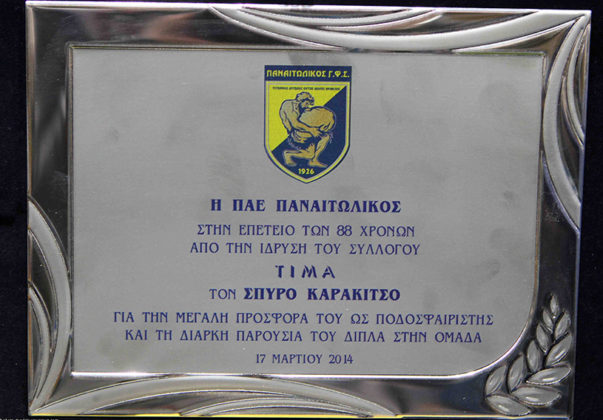 ΠΑΝΑΙΤΩΛΙΚΟΣ Γ.Φ.Σ.
1926
Η ΠΑΕ ΠΑΝΑΙΤΩΛΙΚΟΣ
ΣΤΗΝ ΕΠΕΤΕΙΟ ΤΩΝ 88 ΧΡΟΝΩΝ
ΑΠΟ ΤΗΝ ΙΔΡΥΣΗ ΤΟΥ ΣΥΛΛΟΓΟΥ
ΤΙΜΑ
ΤΟΝ ΣΠΥΡΟ ΚΑΡΑΚΙΤΣΟ
ΓΙΑ ΤΗΝ ΜΕΓΑΛΗ ΠΡΟΣΦΟΡΑ ΤΟΥ ΩΣ ΠΟΔΟΣΦΑΙΡΙΣΤΗΣ
ΚΑΙ ΤΗ ΔΙΑΡΚΗ ΠΑΡΟΥΣΙΑ ΤΟΥ ΔΙΠΛΑ ΣΤΗΝ ΟΜΑΔΑ
17 ΜΑΡΤΙΟΥ 2014